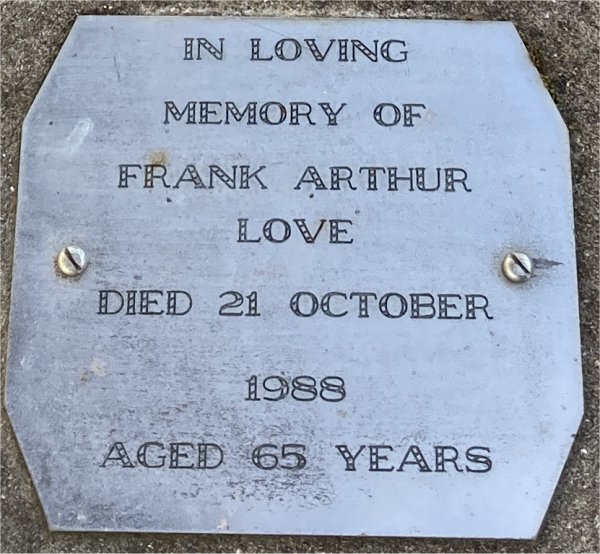 IN LOVING
MEMORY OF
FRANK ARTHUR
LOVE
DIED 21 OCTOBER
1988
AGED 65 YEARS